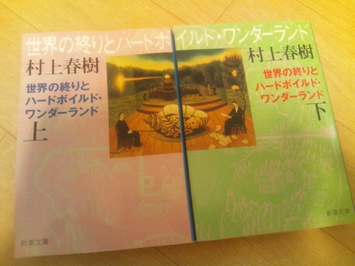 世界の終りとハードボイルド・ワンダーランド
村上春樹
世界の終りと
ハードボイルド・
ワンダーランド
上
新潮文庫
村上春樹
世界の終りと
ハードボイルド・
ワンダーランド
下
新潮文庫